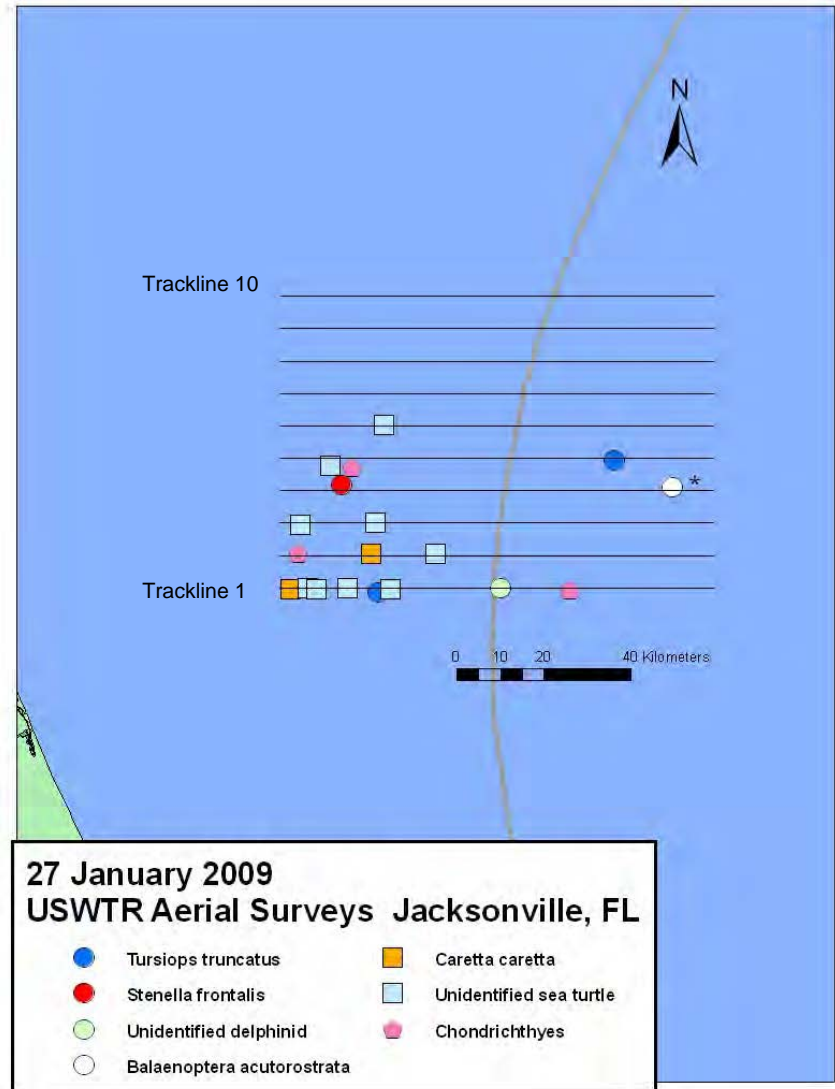 N
Trackline 10
*
Trackline 1
0 10 20 40 Kilometers
27 January 2009
USWTR Aerial Surveys Jacksonville, FL
Tursiops truncatus
Caretta caretta
Stenella frontalis
Unidentified sea turtle
Unidentified delphinid
Chondrichthyes
Balaenoptera acutorostrata